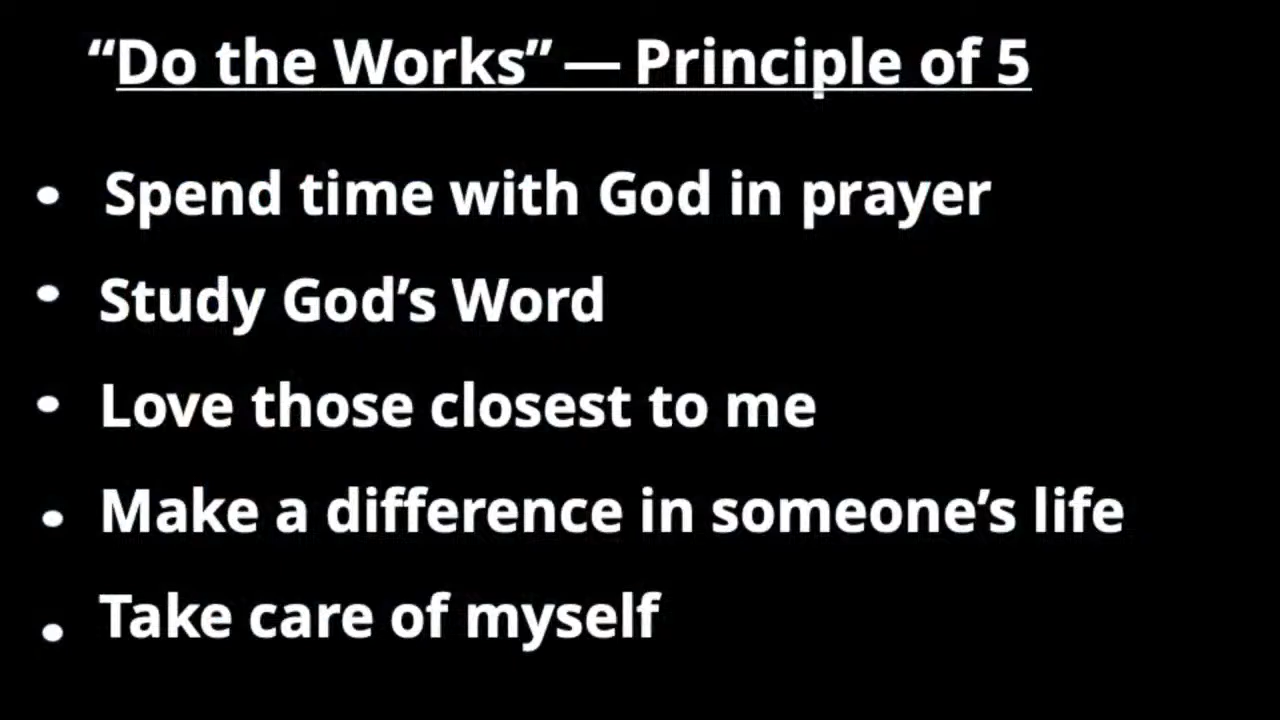 “Do the Works” — Principle of 5
• Spend time with God in prayer
• Study God’s Word
• Love those closest to me
• Make a difference in someone’s life
• Take care of myself